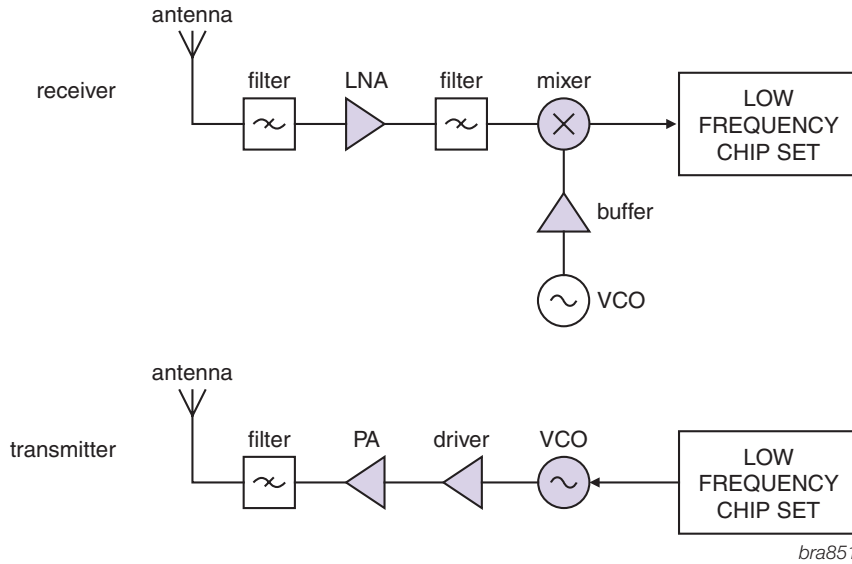 antenna
receiver
filter
LNA
filter
mixer
LOW
FREQUENCY
CHIP SET
buffer
VCO
antenna
transmitter
filter
PA
driver
VCO
LOW
FREQUENCY
CHIP SET
bra851